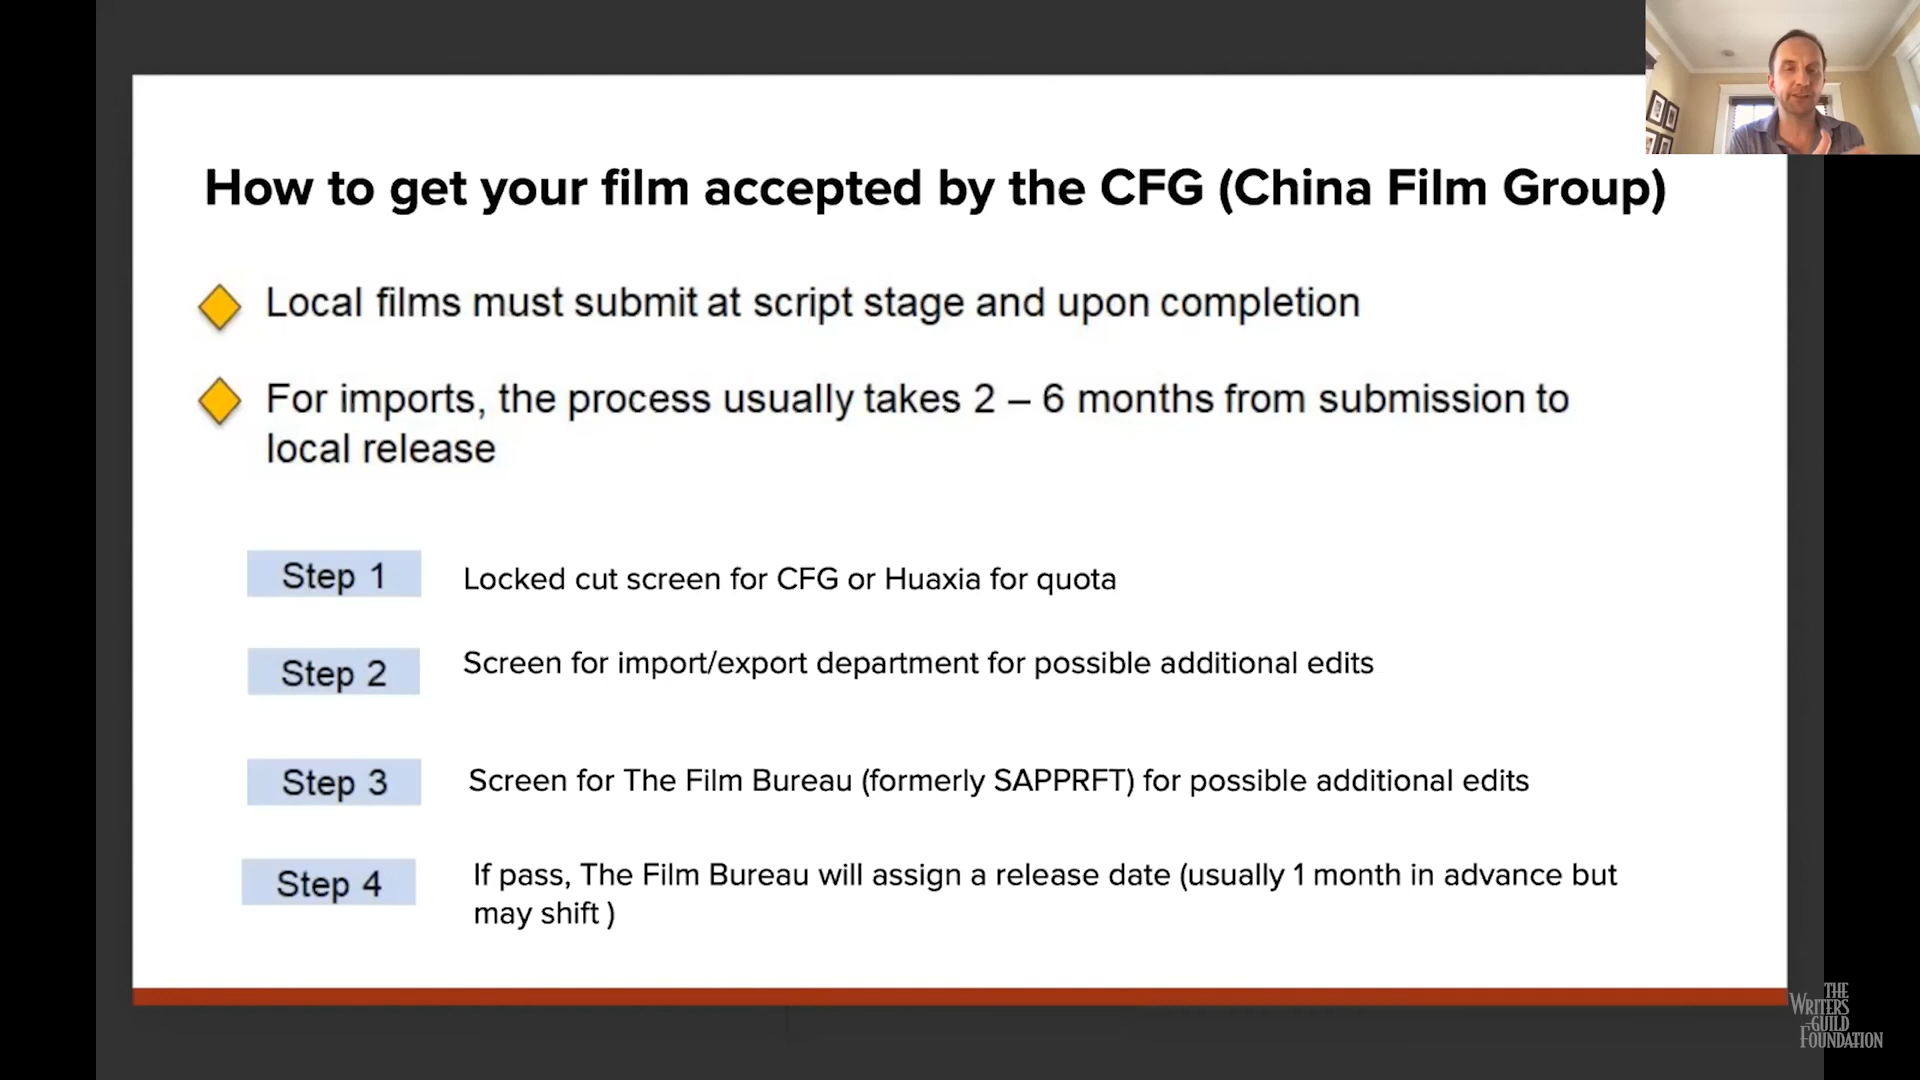 How to get your film accepted by the CFG (China Film Group)
Local films must submit at script stage and upon completion
For imports, the process usually takes 2 – 6 months from submission to
local release
Step 1
Locked cut screen for CFG or Huaxia for quota
Step 2
Screen for import/export department for possible additional edits
Step 3
Screen for The Film Bureau (formerly SAPPRFT) for possible additional edits
Step 4
If pass, The Film Bureau will assign a release date (usually 1 month in advance but
may shift )
THE
WRITERS
GUILD
FOUNDATION